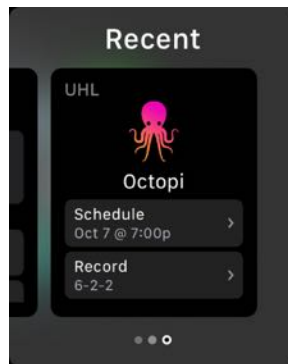 Recent
UHL
Octopi
Schedule
Oct 7 @ 7:00p
Record
6-2-2